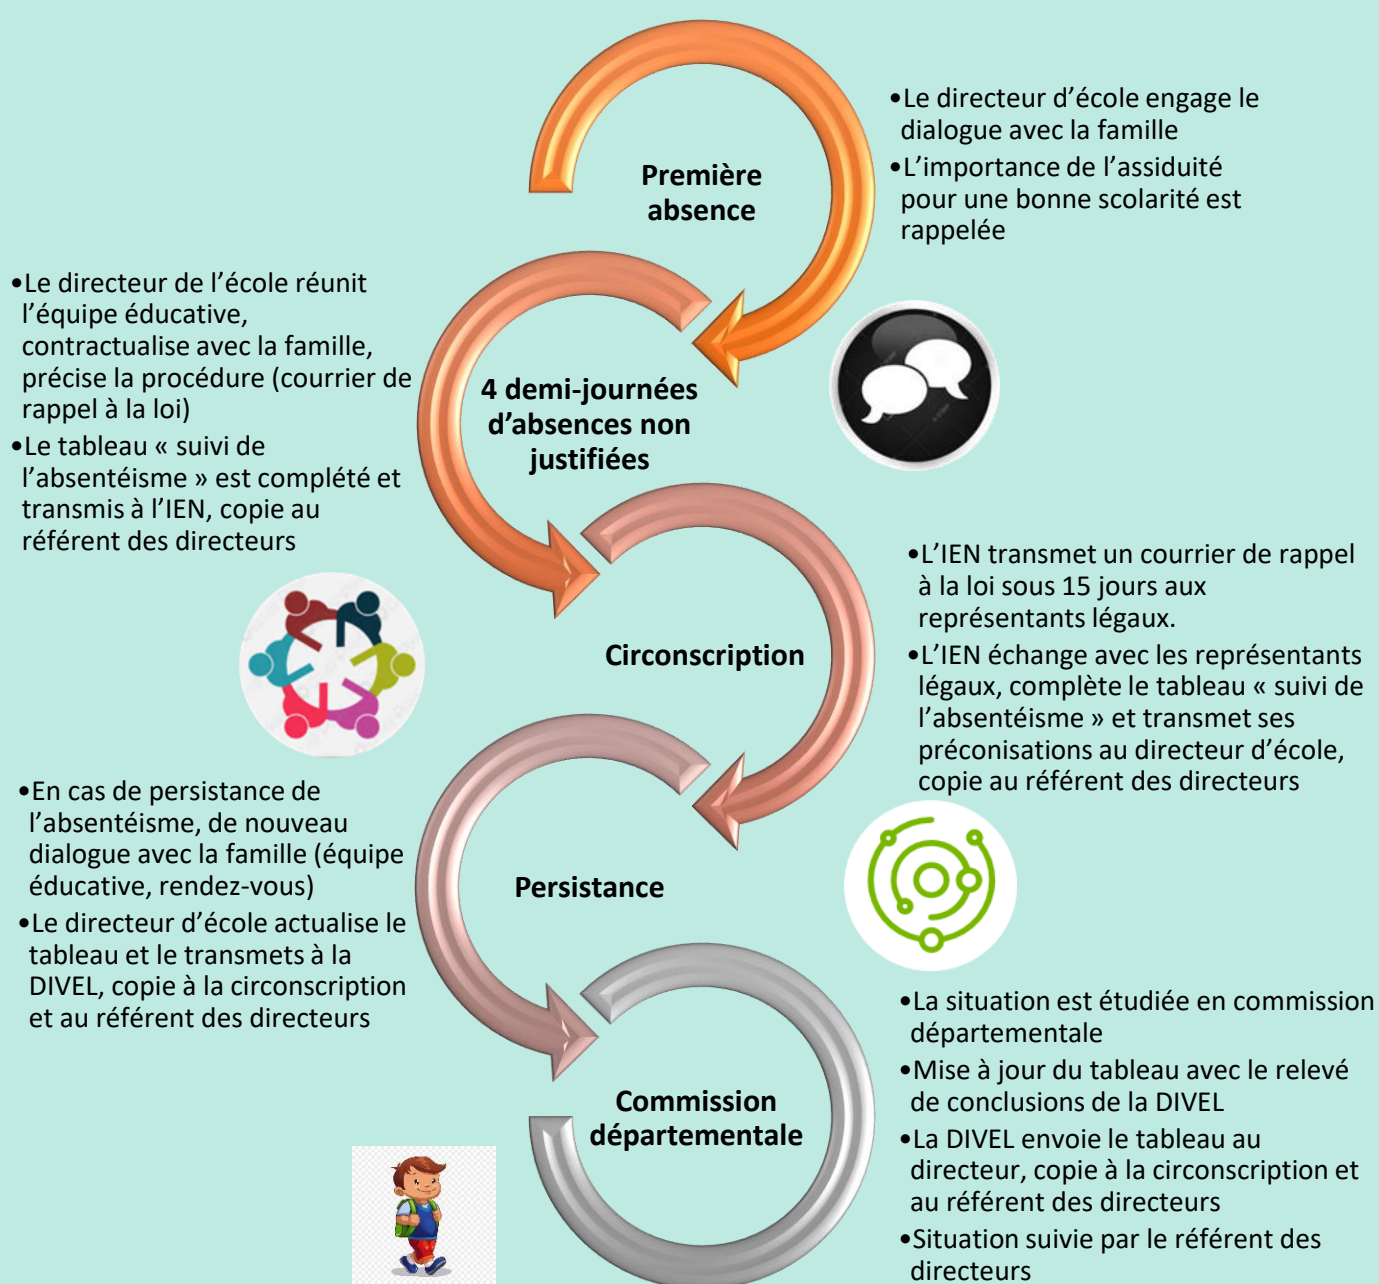 Première
absence
•Le directeur d’école engage le
dialogue avec la famille
•L’importance de l’assiduité
pour une bonne scolarité est
rappelée
4 demi-journées
d’absences non
justifiées
•Le directeur de l’école réunit
l’équipe éducative,
contractualise avec la famille,
précise la procédure (courrier de
rappel à la loi)
•Le tableau « suivi de
l’absentéisme » est complété et
transmis à l’IEN, copie au
référent des directeurs
Circonscription
•L’IEN transmet un courrier de rappel
à la loi sous 15 jours aux
représentants légaux.
•L’IEN échange avec les représentants
légaux, complète le tableau « suivi de
l’absentéisme » et transmet ses
préconisations au directeur d’école,
copie au référent des directeurs
Persistance
•En cas de persistance de
l’absentéisme, de nouveau
dialogue avec la famille (équipe
éducative, rendez-vous)
•Le directeur d’école actualise le
tableau et le transmets à la
DIVEL, copie à la circonscription
et au référent des directeurs
Commission
départementale
•La situation est étudiée en commission
départementale
•Mise à jour du tableau avec le relevé
de conclusions de la DIVEL
•La DIVEL envoie le tableau au
directeur, copie à la circonscription et
au référent des directeurs
•Situation suivie par le référent des
directeurs